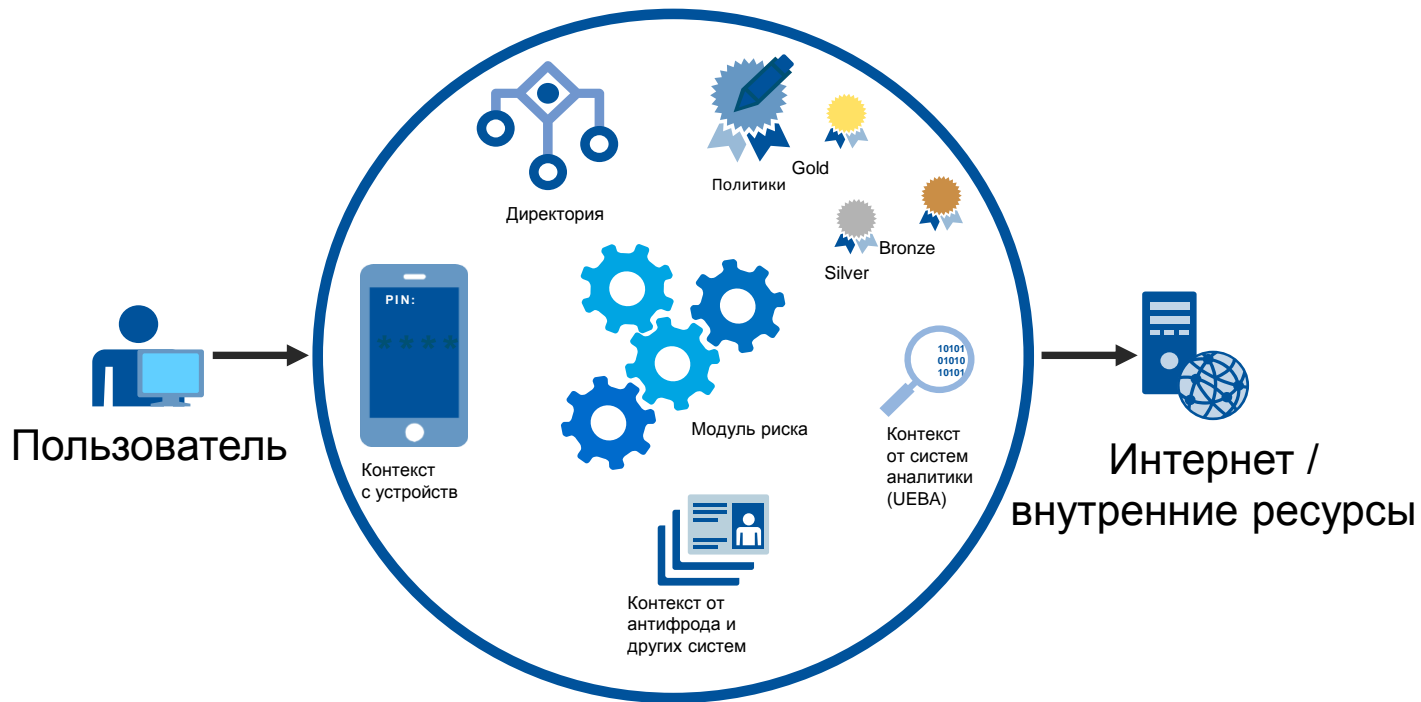 Директория
Политики
Gold
Silver
Bronze
PIN:
* * * *
Пользователь
Контекст
с устройств
Модуль риска
10101
01010
10101
Контекст
от систем
аналитики
(UEBA)
Интернет /
внутренние ресурсы
Контекст от
антифрода и
других систем